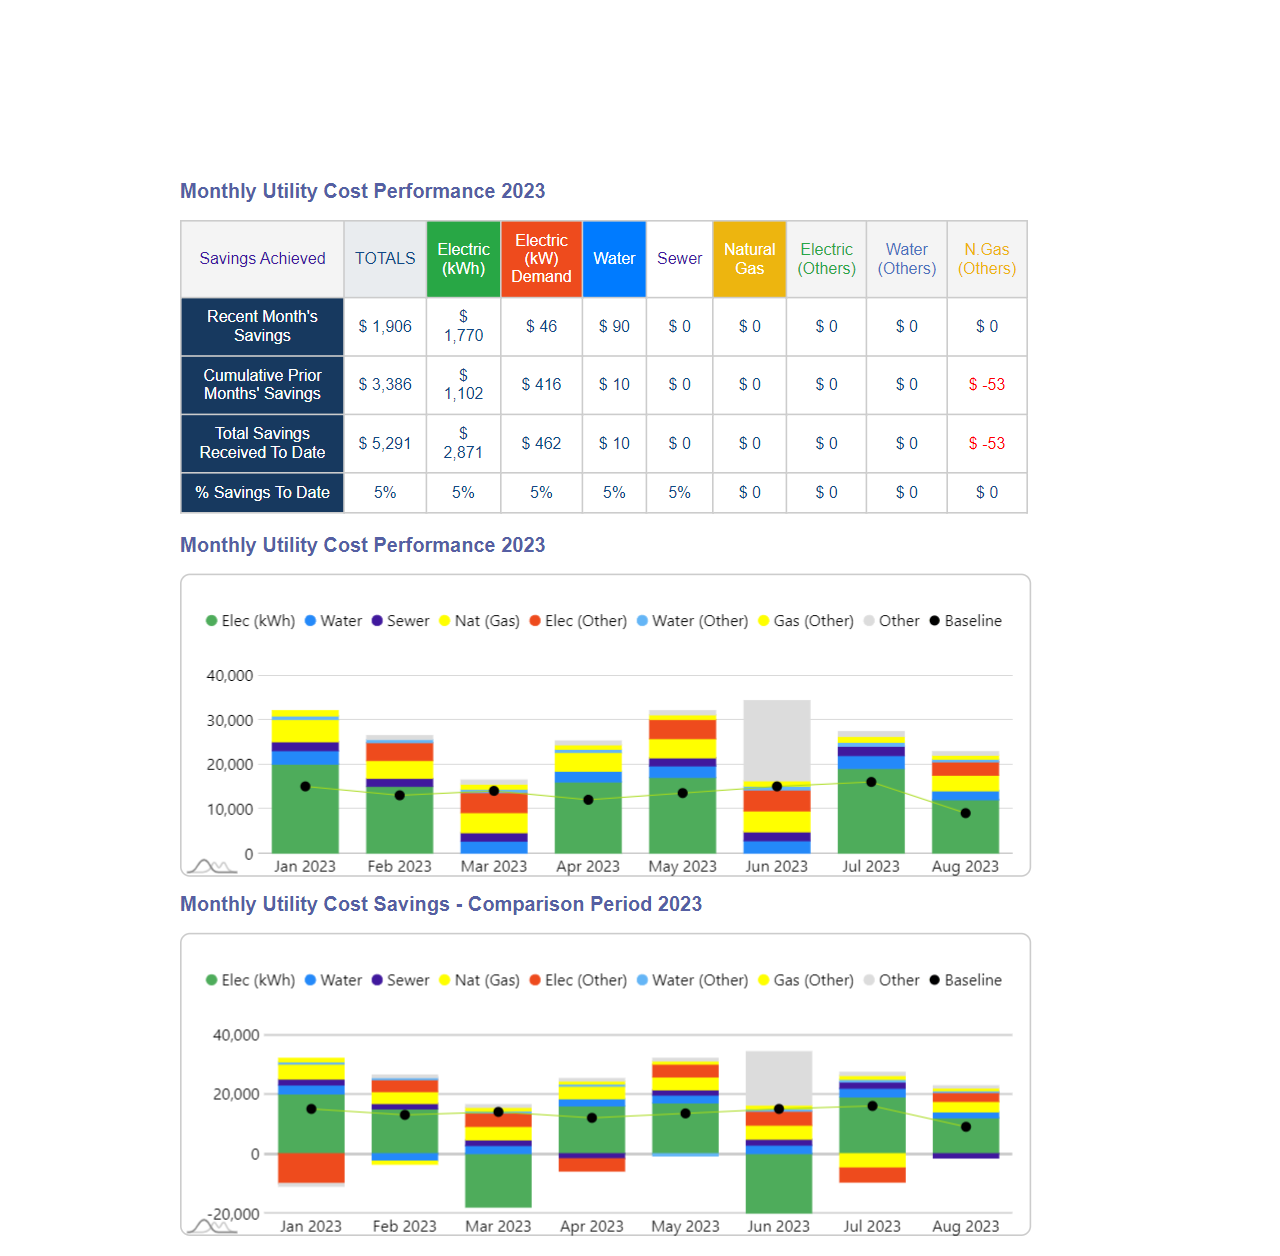 Monthly Utility Cost Performance 2023
Savings Achieved TOTALS Electric (kWh) Electric (kW) Demand Water Sewer Natural Gas Electric (Others) Water (Others) N.Gas (Others)
Recent Month's Savings $ 1,906 $ 1,770 $ 46 $ 90 $ 0 $ 0 $ 0 $ 0 $ 0
Cumulative Prior Months' Savings $ 3,386 $ 1,102 $ 416 $ 10 $ 0 $ 0 $ 0 $ 0 $ -53
Total Savings Received To Date $ 5,291 $ 2,871 $ 462 $ 10 $ 0 $ 0 $ 0 $ 0 $ -53
% Savings To Date 5% 5% 5% 5% 5% $ 0 $ 0 $ 0 $ 0
Monthly Utility Cost Performance 2023
Elec (kWh) Water Sewer Nat (Gas) Elec (Other) Water (Other) Gas (Other) Other Baseline
40,000
30,000
20,000
10,000
0
Jan 2023 Feb 2023 Mar 2023 Apr 2023 May 2023 Jun 2023 Jul 2023 Aug 2023
Monthly Utility Cost Savings - Comparison Period 2023
Elec (kWh) Water Sewer Nat (Gas) Elec (Other) Water (Other) Gas (Other) Other Baseline
40,000
20,000
0
-20,000
Jan 2023 Feb 2023 Mar 2023 Apr 2023 May 2023 Jun 2023 Jul 2023 Aug 2023